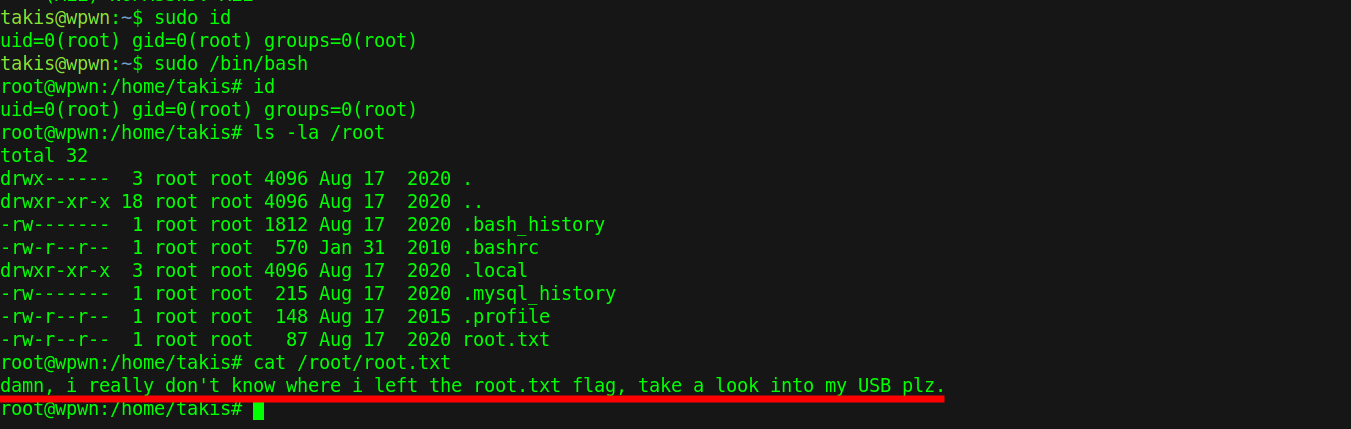 takis@wpwn:~$ sudo id
uid=0(root) gid=0(root) groups=0(root)
takis@wpwn:~$ sudo /bin/bash
root@wpwn:/home/takis# id
uid=0(root) gid=0(root) groups=0(root)
root@wpwn:/home/takis# ls -la /root
total 32
drwx------  3 root root 4096 Aug 17  2020 .
drwxr-xr-x 18 root root 4096 Aug 17  2020 ..
-rw-------  1 root root 1812 Aug 17  2020 .bash_history
-rw-r--r--  1 root root  570 Jan 31  2010 .bashrc
drwxr-xr-x  3 root root 4096 Aug 17  2020 .local
-rw-------  1 root root  215 Aug 17  2020 .mysql_history
-rw-r--r--  1 root root  148 Aug 17  2015 .profile
-rw-r--r--  1 root root   87 Aug 17  2020 root.txt
root@wpwn:/home/takis# cat /root/root.txt
damn, i really don't know where i left the root.txt flag, take a look into my USB plz.
root@wpwn:/home/takis#